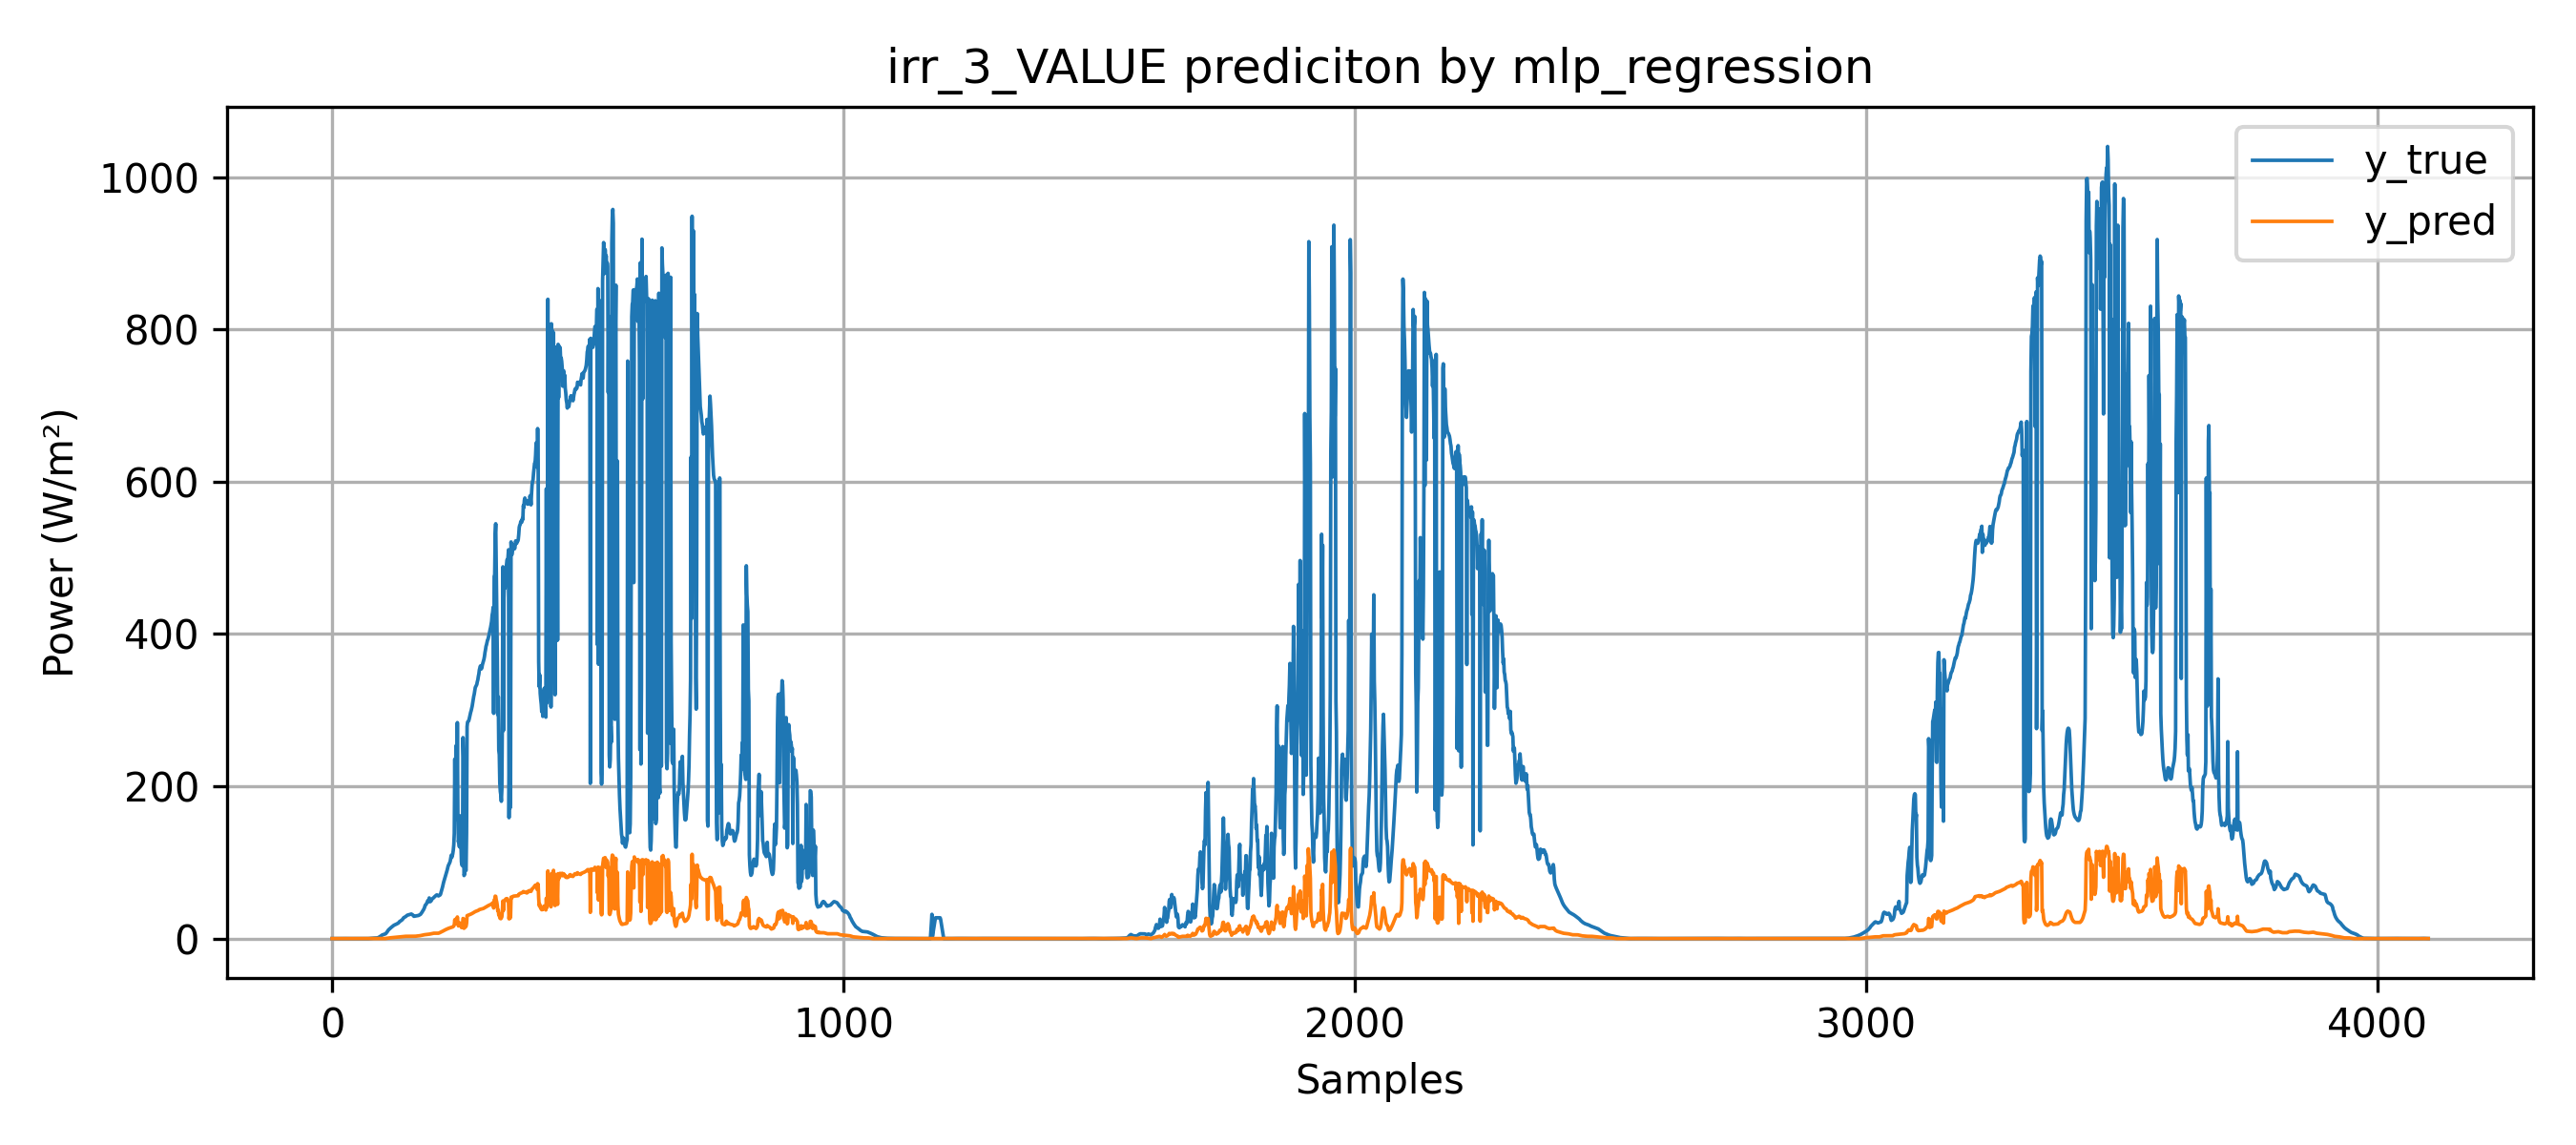 irr_3_VALUE prediciton by mlp_regression
y_true
y_pred
1000
800
600
400
200
0
Power (W/m²)
0 1000 2000 3000 4000
Samples